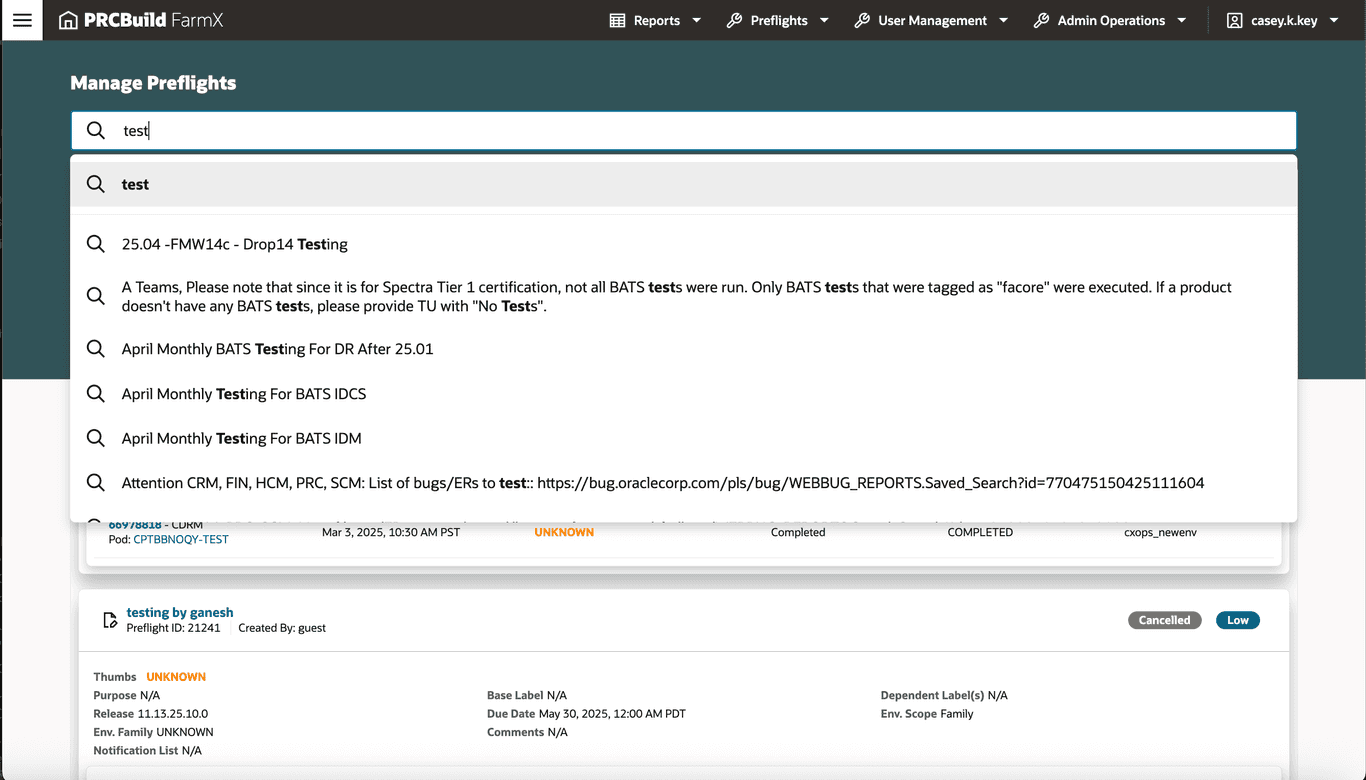 PRCBuild FarmX
Reports
Preflights
User Management
Admin Operations
casey.k.key
Manage Preflights
test
test
25.04 -FMW14c - Drop14 Testing
A Teams, Please note that since it is for Spectra Tier 1 certification, not all BATS tests were run. Only BATS tests that were tagged as "facore" were executed. If a product
doesn't have any BATS tests, please provide TU with "No Tests".
April Monthly BATS Testing For DR After 25.01
April Monthly Testing For BATS IDCS
April Monthly Testing For BATS IDM
Attention CRM, FIN, HCM, PRC, SCM: List of bugs/ERs to test:: https://bug.oraclecorp.com/pls/bug/WEBBUG_REPORTS.Saved_Search?id=770475150425111604
66978818 - CDRM
Pod: CPTBBNOQY-TEST
Mar 3, 2025, 10:30 AM PST
UNKNOWN
Completed
COMPLETED
cxops_newenv
testing by ganesh
Preflight ID: 21241
Created By: guest
Cancelled
Low
Thumbs UNKNOWN
Purpose N/A
Base Label N/A
Dependent Label(s) N/A
Release 11.13.25.10.0
Due Date May 30, 2025, 12:00 AM PDT
Env. Scope Family
Env. Family UNKNOWN
Comments N/A
Notification List N/A